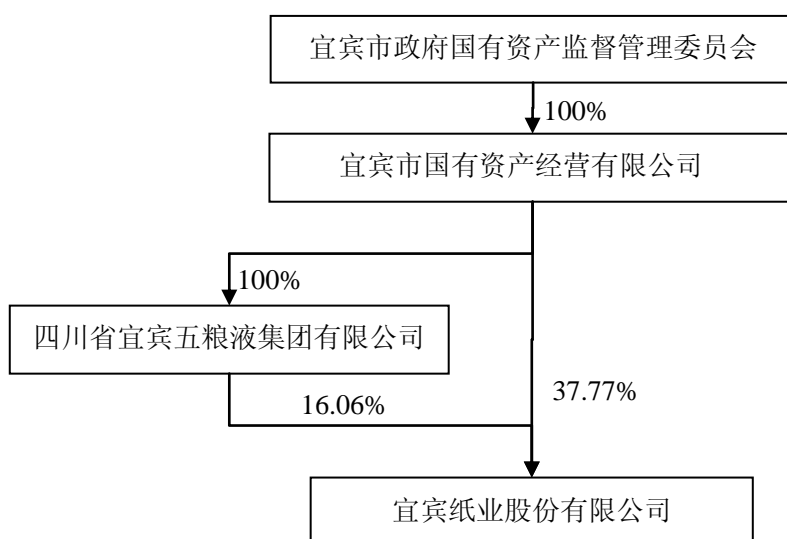 宜宾市政府国有资产监督管理委员会
100%
宜宾市国有资产经营有限公司
100%
四川省宜宾五粮液集团有限公司
16.06%
37.77%
宜宾纸业股份有限公司